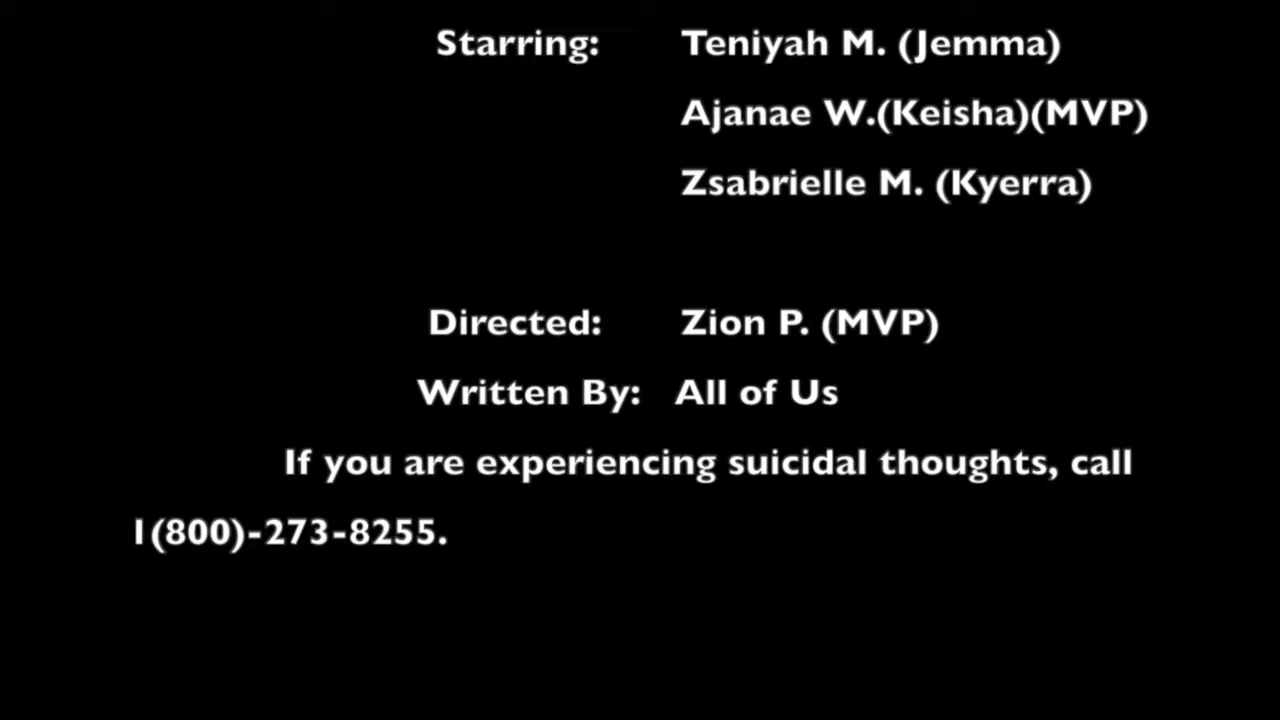 Starring: Teniyah M. (Jemma)
Ajanae W.(Keisha)(MVP)
Zsabrielle M. (Kyerra)
Directed: Zion P. (MVP)
Written By: All of Us
If you are experiencing suicidal thoughts, call
1(800)-273-8255.